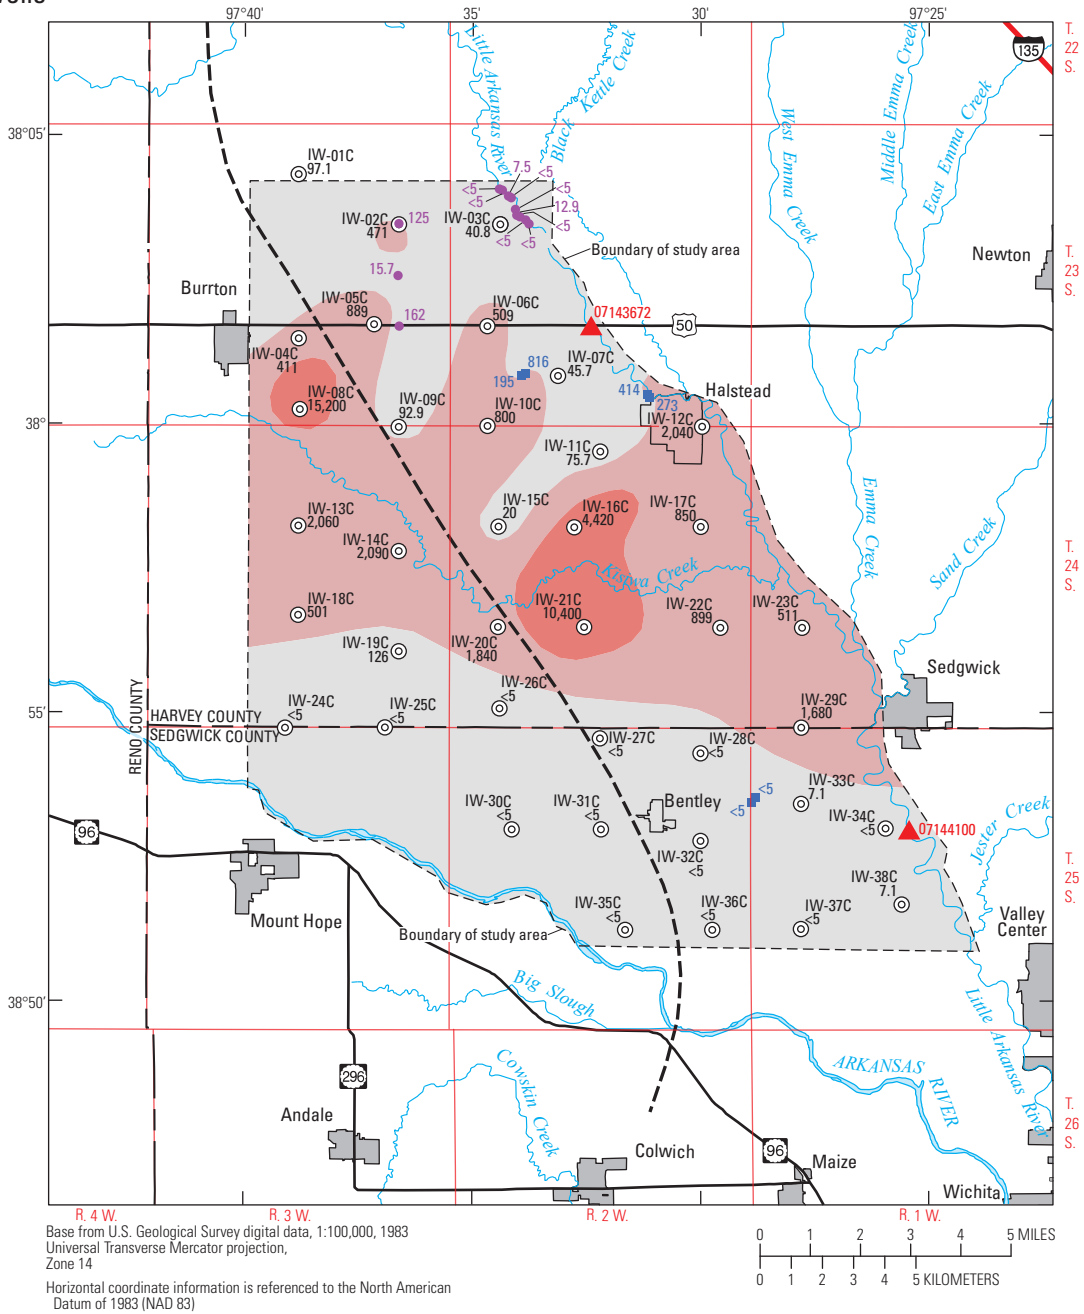 97°40'
35'
30'
97°25'
T.
22
S.
135
Little Arkansas River
Black Kettle Creek
West Emma Creek
Middle Emma Creek
East Emma Creek
38°05'
IW-01C
97.1
7.5
<5
<5
<5
<5
12.9
<5
<5
<5
IW-02C
471
125
IW-03C
40.8
Boundary of study area
Newton
T.
23
S.
15.7
Burrton
IW-05C
889
162
IW-06C
509
07143672
50
IW-04C
411
IW-07C
45.7
816
195
414
273
Halstead
IW-08C
15,200
IW-09C
92.9
IW-10C
800
IW-12C
2,040
38°
IW-11C
75.7
IW-13C
2,060
IW-14C
2,090
IW-15C
20
IW-16C
4,420
IW-17C
850
Emma Creek
Sand Creek
T.
24
S.
Kisiwa Creek
IW-18C
501
IW-21C
10,400
IW-22C
899
IW-23C
511
IW-19C
126
IW-20C
1,840
Sedgwick
IW-26C
<5
IW-24C
<5
IW-25C
<5
IW-29C
1,680
55'
RENO COUNTY
HARVEY COUNTY
SEDGWICK COUNTY
IW-27C
<5
IW-28C
<5
<5
<5
IW-33C
7.1
IW-30C
<5
IW-31C
<5
Bentley
IW-34C
<5
07144100
Jester Creek
96
IW-32C
<5
T.
25
S.
IW-38C
7.1
IW-35C
<5
IW-36C
<5
IW-37C
<5
Mount Hope
Boundary of study area
Valley
Center
Big Slough
38°50'
Little Arkansas River
ARKANSAS RIVER
Cowskin Creek
296
Andale
Colwich
96
Maize
T.
26
S.
Wichita
R. 4 W.
R. 3 W.
R. 2 W.
R. 1 W.
Base from U.S. Geological Survey digital data, 1:100,000, 1983
Universal Transverse Mercator projection,
Zone 14
0 1 2 3 4 5 MILES
0 1 2 3 4 5 KILOMETERS
Horizontal coordinate information is referenced to the North American
Datum of 1983 (NAD 83)